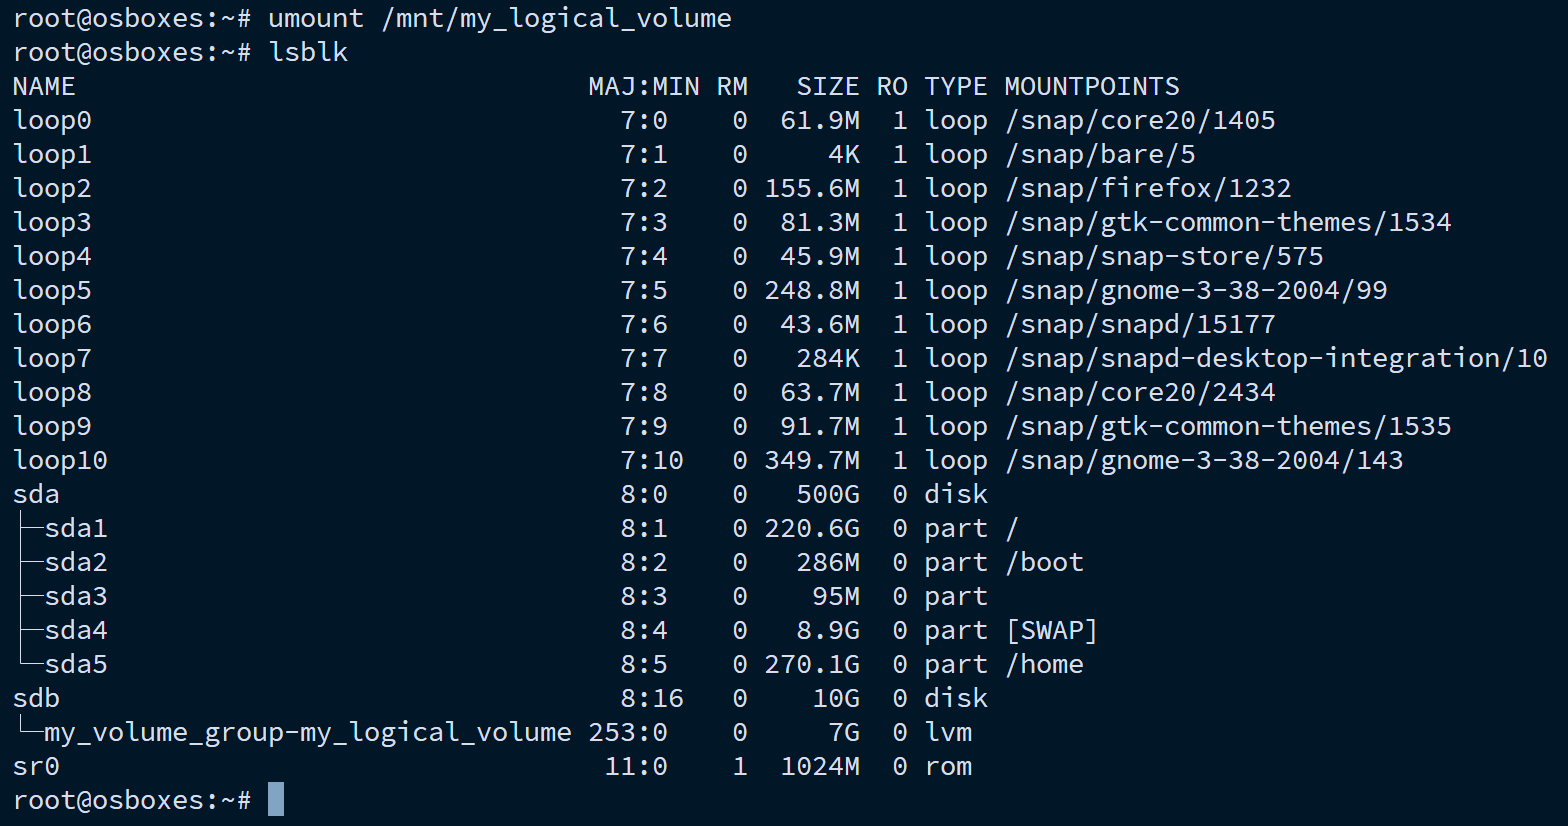 root@osboxes:~# umount /mnt/my_logical_volume
root@osboxes:~# lsblk
NAME                                MAJ:MIN RM   SIZE RO TYPE MOUNTPOINTS
loop0                                 7:0    0  61.9M  1 loop /snap/core20/1405
loop1                                 7:1    0     4K  1 loop /snap/bare/5
loop2                                 7:2    0 155.6M  1 loop /snap/firefox/1232
loop3                                 7:3    0  81.3M  1 loop /snap/gtk-common-themes/1534
loop4                                 7:4    0  45.9M  1 loop /snap/snap-store/575
loop5                                 7:5    0 248.8M  1 loop /snap/gnome-3-38-2004/99
loop6                                 7:6    0  43.6M  1 loop /snap/snapd/15177
loop7                                 7:7    0   284K  1 loop /snap/snapd-desktop-integration/10
loop8                                 7:8    0  63.7M  1 loop /snap/core20/2434
loop9                                 7:9    0  91.7M  1 loop /snap/gtk-common-themes/1535
loop10                                7:10   0 349.7M  1 loop /snap/gnome-3-38-2004/143
sda                                   8:0    0   500G  0 disk
├─sda1                                8:1    0 220.6G  0 part /
├─sda2                                8:2    0   286M  0 part /boot
├─sda3                                8:3    0    95M  0 part
├─sda4                                8:4    0   8.9G  0 part [SWAP]
└─sda5                                8:5    0 270.1G  0 part /home
sdb                                   8:16   0    10G  0 disk
└─my_volume_group-my_logical_volume 253:0    0     7G  0 lvm
sr0                                  11:0    1  1024M  0 rom
root@osboxes:~#